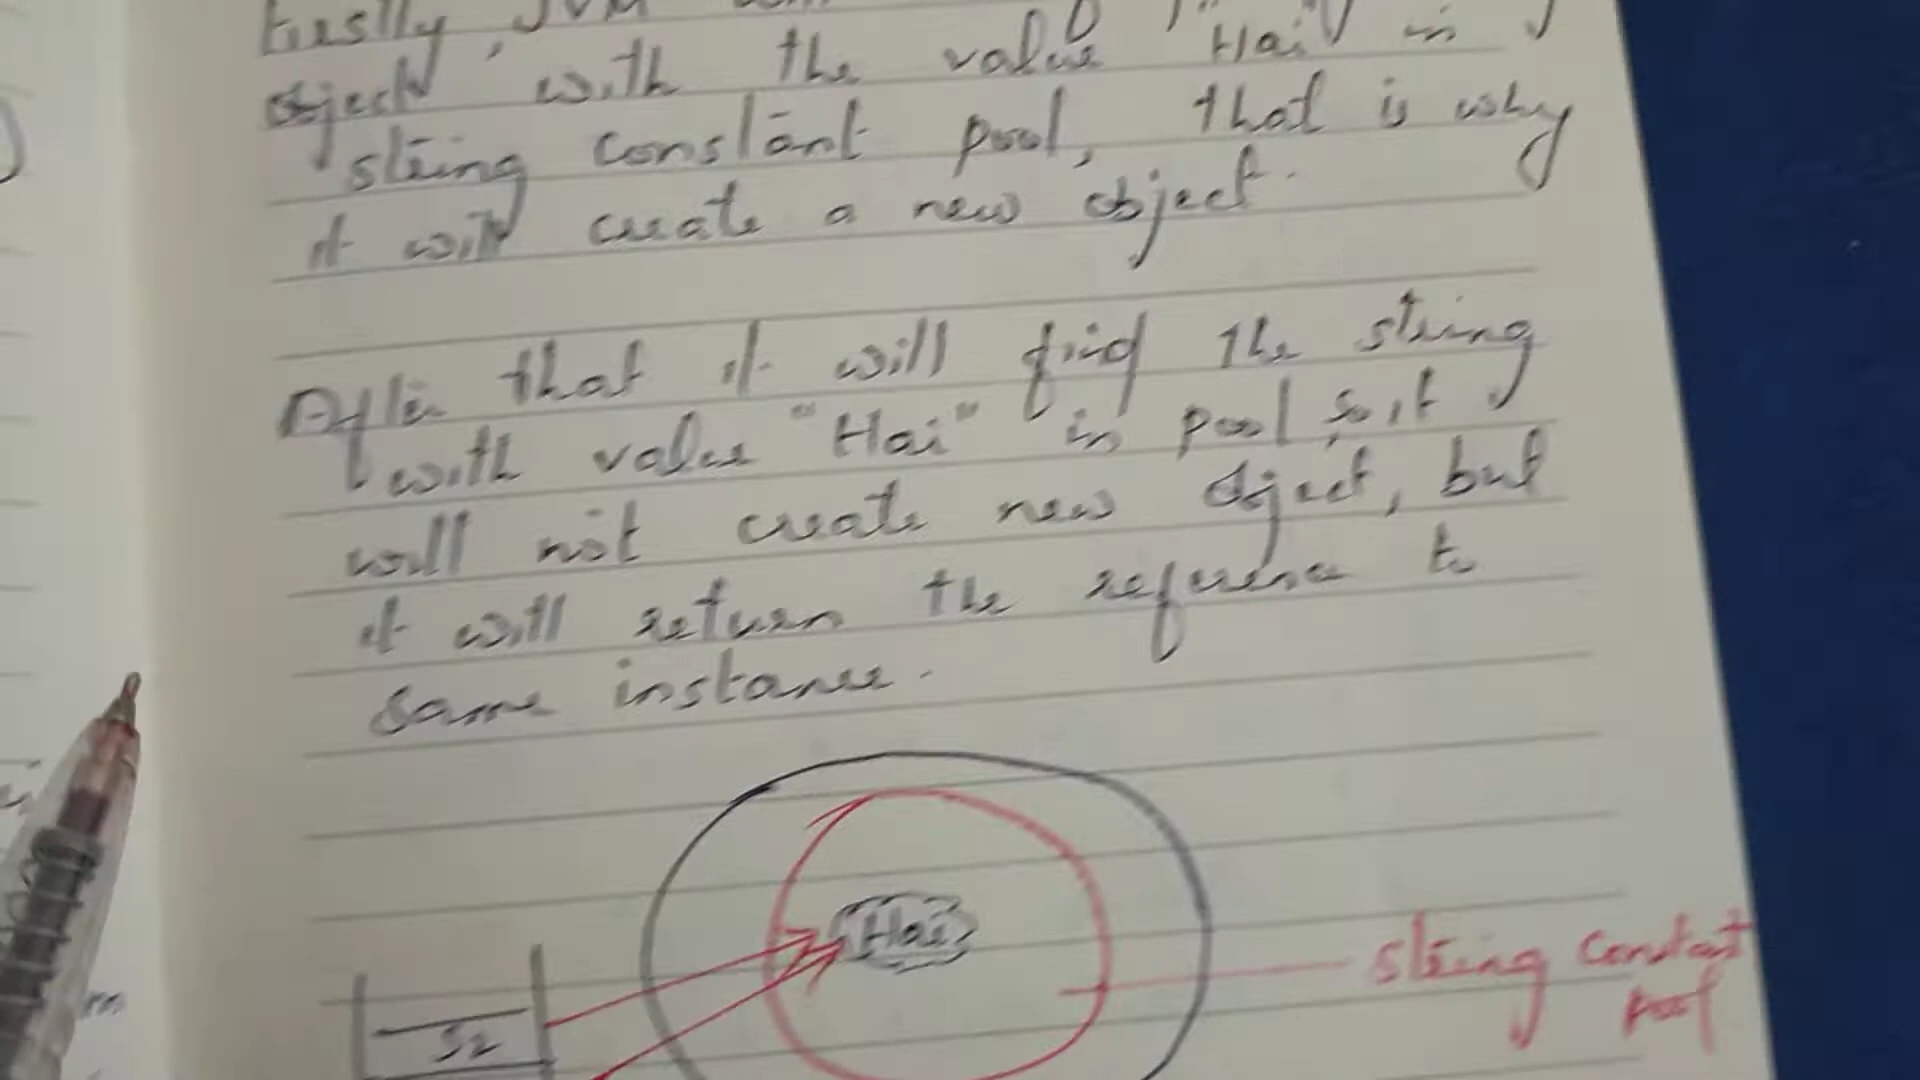 Firstly, JVM
object with the value "Hai" in
string constant pool, that is why
it will create a new object.
After that it will find the string
with value "Hai" in pool, so it
will not create new object, but
it will return the reference to
same instance.
Hai
string constant
pool
S2